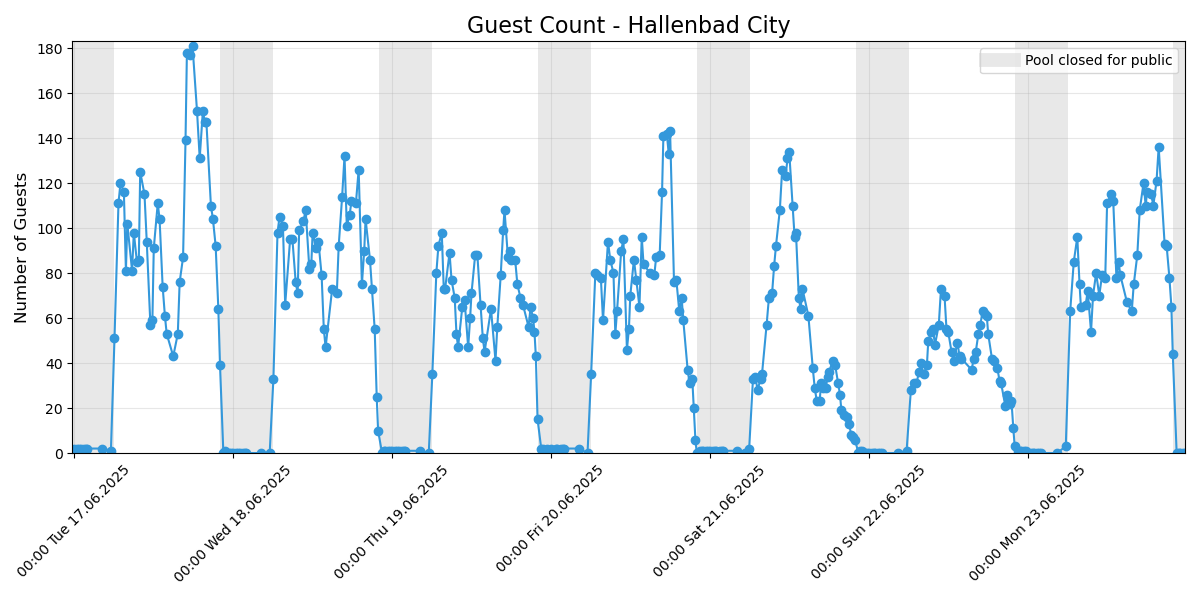 Guest Count - Hallenbad City
Pool closed for public
Number of Guests
180
160
140
120
100
80
60
40
20
0
00:00 Tue 17.06.2025
00:00 Wed 18.06.2025
00:00 Thu 19.06.2025
00:00 Fri 20.06.2025
00:00 Sat 21.06.2025
00:00 Sun 22.06.2025
00:00 Mon 23.06.2025